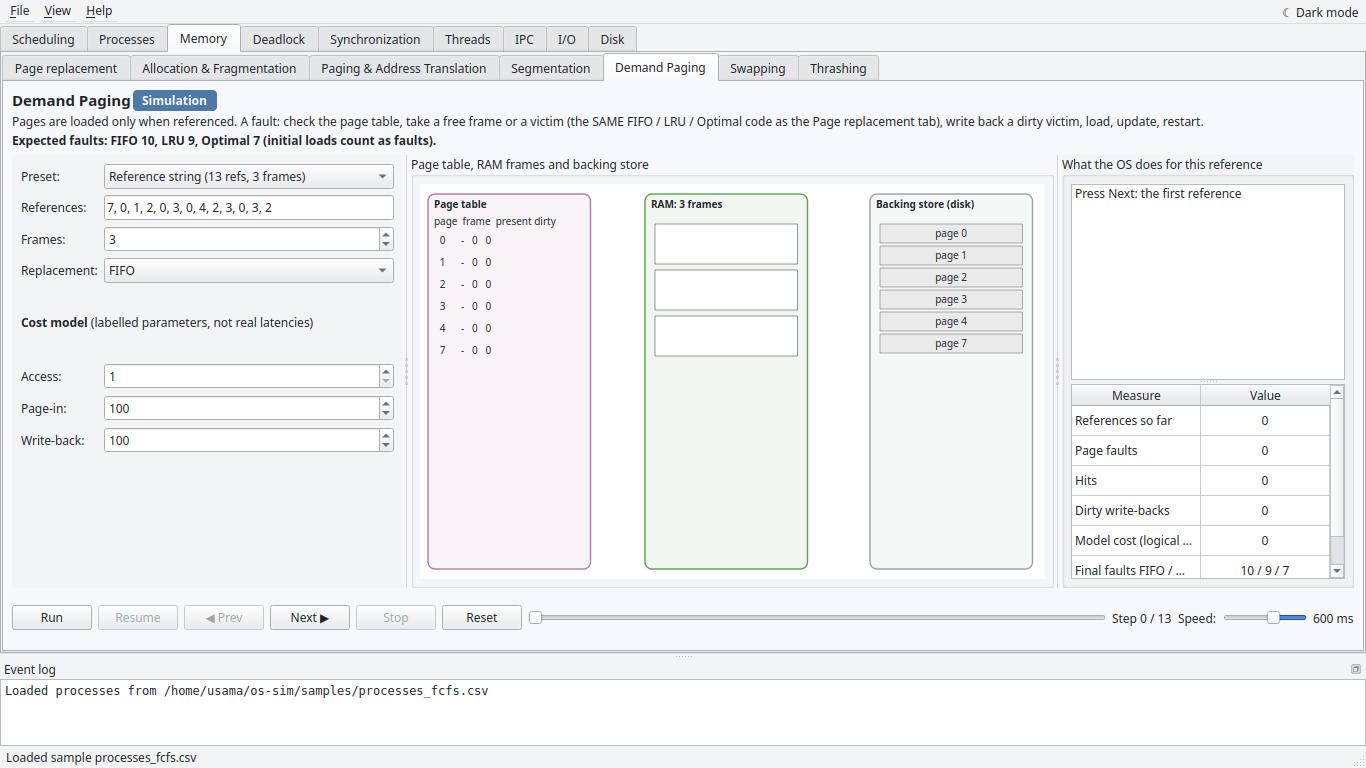 File View Help
☾ Dark mode
Scheduling Processes Memory Deadlock Synchronization Threads IPC I/O Disk
Page replacement Allocation & Fragmentation Paging & Address Translation Segmentation Demand Paging Swapping Thrashing
Demand Paging Simulation
Pages are loaded only when referenced. A fault: check the page table, take a free frame or a victim (the SAME FIFO / LRU / Optimal code as the Page replacement tab), write back a dirty victim, load, update, restart.
Expected faults: FIFO 10, LRU 9, Optimal 7 (initial loads count as faults).
Preset: Reference string (13 refs, 3 frames)
References: 7, 0, 1, 2, 0, 3, 0, 4, 2, 3, 0, 3, 2
Frames: 3
Replacement: FIFO
Cost model (labelled parameters, not real latencies)
Access: 1
Page-in: 100
Write-back: 100
Page table, RAM frames and backing store
Page table
page frame present dirty
0 - 0 0
1 - 0 0
2 - 0 0
3 - 0 0
4 - 0 0
7 - 0 0
RAM: 3 frames
Backing store (disk)
page 0
page 1
page 2
page 3
page 4
page 7
What the OS does for this reference
Press Next: the first reference
Measure Value
References so far 0
Page faults 0
Hits 0
Dirty write-backs 0
Model cost (logical ... 0
Final faults FIFO / ... 10 / 9 / 7
Run Resume ◀ Prev Next ▶ Stop Reset Step 0 / 13 Speed: 600 ms
Event log
Loaded processes from /home/usama/os-sim/samples/processes_fcfs.csv
Loaded sample processes_fcfs.csv